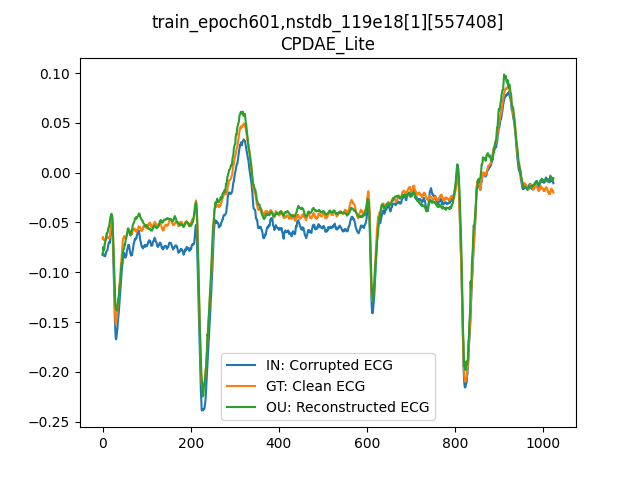 train_epoch601,nstdb_119e18[1][557408]
CPDAE_Lite
0.10
0.05
0.00
−0.05
−0.10
−0.15
−0.20
−0.25
IN: Corrupted ECG
GT: Clean ECG
OU: Reconstructed ECG
0 200 400 600 800 1000